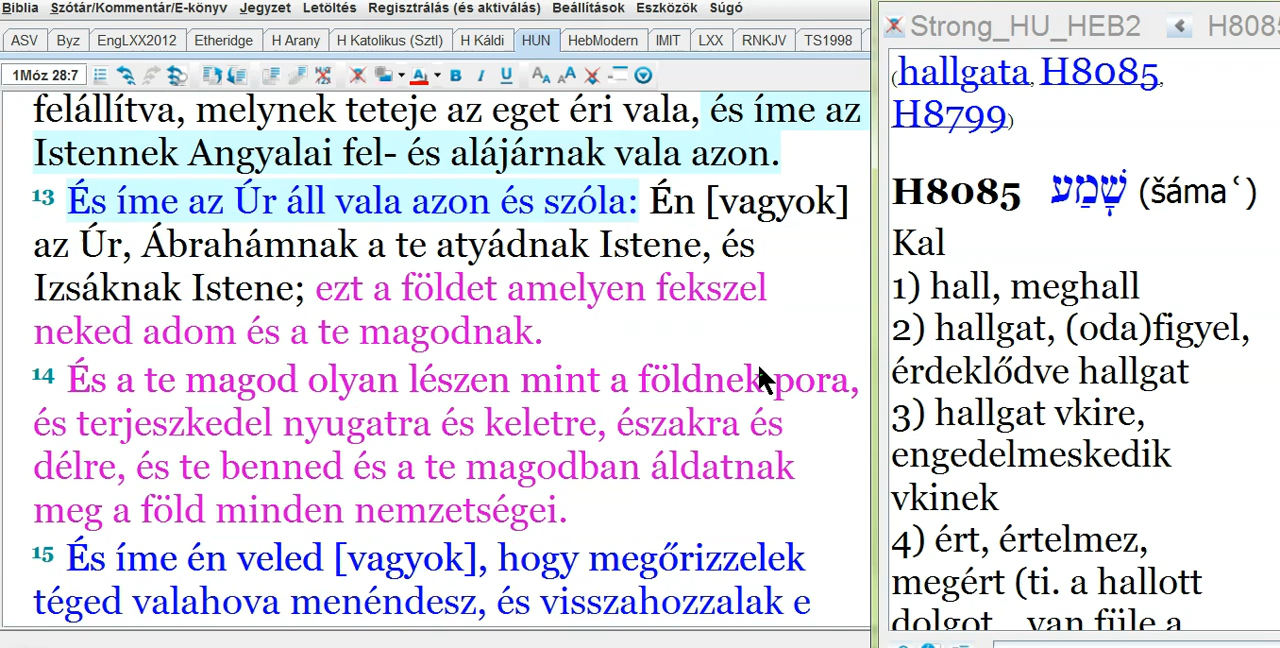 Biblia Szótár/Kommentár/E-könyv Jegyzet Letöltés Regisztrálás (és aktiválás) Beállítások Eszközök Súgó
ASV Byz EngLXX2012 Etheridge H Arany H Katolikus (Sztl) H Káldi HUN HebModern IMIT LXX RNKJV TS1998
1Móz 28:7
felállítva, melynek teteje az eget éri vala, és íme az
Istennek Angyalai fel- és alájárnak vala azon.
13 És íme az Úr áll vala azon és szóla: Én [vagyok]
az Úr, Ábrahámnak a te atyádnak Istene, és
Izsáknak Istene; ezt a földet amelyen fekszel
neked adom és a te magodnak.
14 És a te magod olyan lészen mint a földnek pora,
és terjeszkedel nyugatra és keletre, északra és
délre, és te benned és a te magodban áldatnak
meg a föld minden nemzetségei.
15 És íme én veled [vagyok], hogy megőrizzelek
téged valahova menéndesz, és visszahozzalak e
Strong_HU_HEB2 H8085
(hallgata, H8085,
H8799)
H8085 שָׁמַע (šámaʿ)
Kal
1) hall, meghall
2) hallgat, (oda)figyel,
érdeklődve hallgat
3) hallgat vkire,
engedelmeskedik
vkinek
4) ért, értelmez,
megért (ti. a hallott
dolgot, van füle a